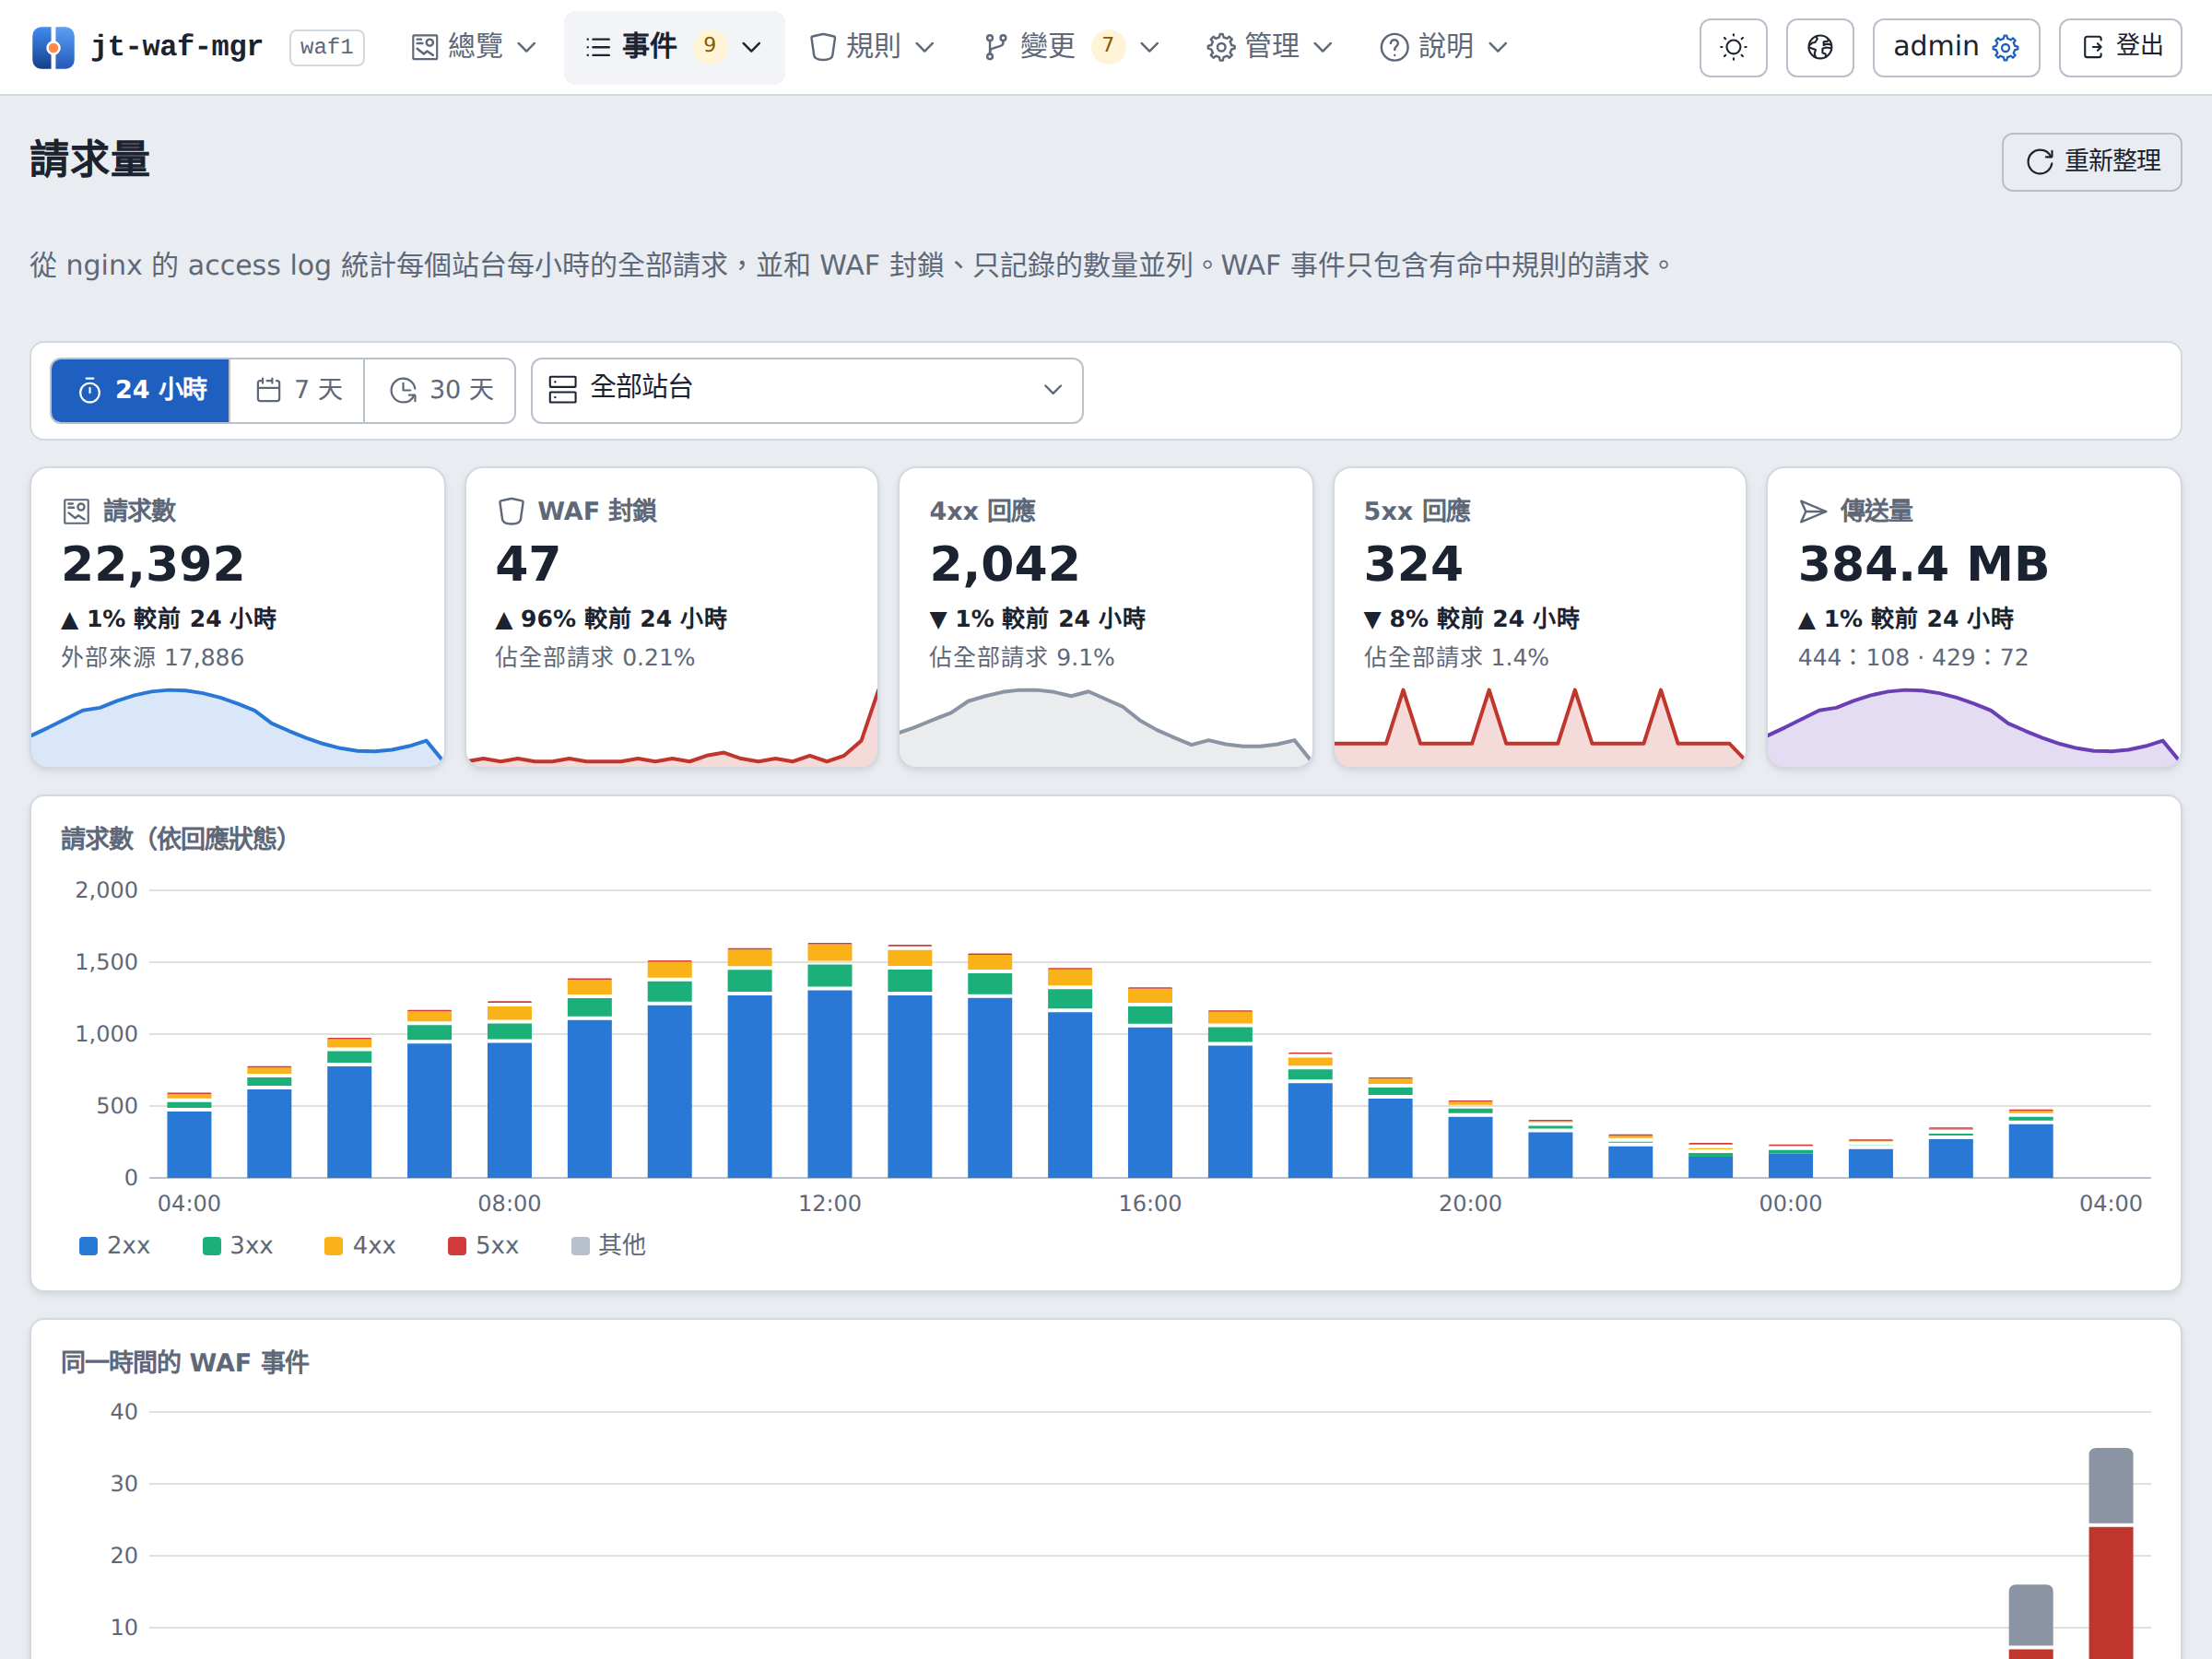 jt-waf-mgr waf1 總覽 事件 9 規則 變更 7 管理 說明 admin 登出
請求量 重新整理
從 nginx 的 access log 統計每個站台每小時的全部請求，並和 WAF 封鎖、只記錄的數量並列。WAF 事件只包含有命中規則的請求。
24 小時 7 天 30 天 全部站台
請求數
22,392
▲ 1% 較前 24 小時
外部來源 17,886
WAF 封鎖
47
▲ 96% 較前 24 小時
佔全部請求 0.21%
4xx 回應
2,042
▼ 1% 較前 24 小時
佔全部請求 9.1%
5xx 回應
324
▼ 8% 較前 24 小時
佔全部請求 1.4%
傳送量
384.4 MB
▲ 1% 較前 24 小時
444：108 · 429：72
請求數（依回應狀態）
2,000
1,500
1,000
500
0
04:00 08:00 12:00 16:00 20:00 00:00 04:00
2xx 3xx 4xx 5xx 其他
同一時間的 WAF 事件
40
30
20
10